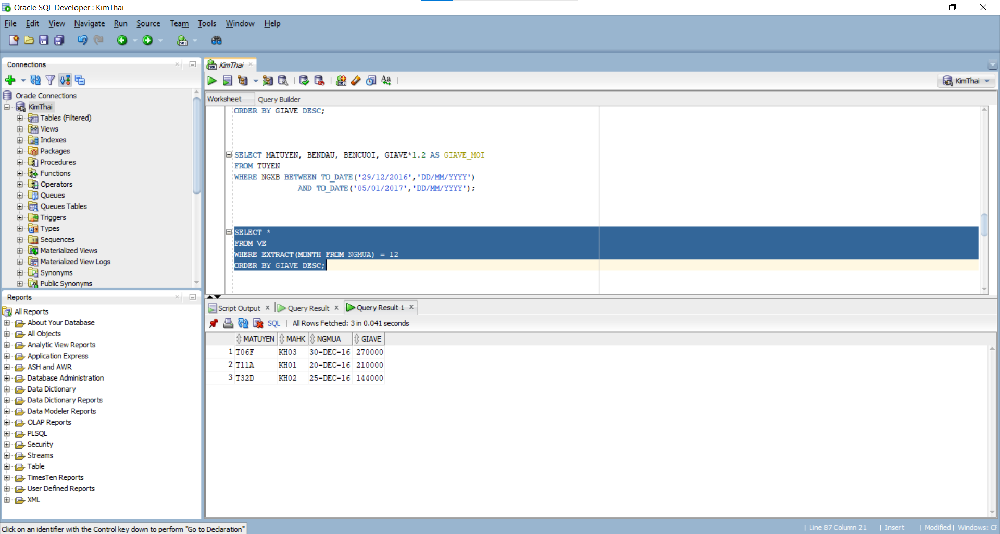 Oracle SQL Developer : KimThai
File Edit View Navigate Run Source Team Tools Window Help
Connections
Oracle Connections
KimThai
Tables (Filtered)
Views
Indexes
Packages
Procedures
Functions
Operators
Queues
Queues Tables
Triggers
Types
Sequences
Materialized Views
Materialized View Logs
Synonyms
Public Synonyms
Reports
All Reports
About Your Database
All Objects
Analytic View Reports
Application Express
ASH and AWR
Database Administration
Data Dictionary
Data Dictionary Reports
Data Modeler Reports
OLAP Reports
PLSQL
Security
Streams
Table
TimesTen Reports
User Defined Reports
XML
KimThai
KimThai
Worksheet Query Builder
ORDER BY GIAVE DESC;
SELECT MATUYEN, BENDAU, BENCUOI, GIAVE*1.2 AS GIAVE_MOI
FROM TUYEN
WHERE NGXB BETWEEN TO_DATE('29/12/2016','DD/MM/YYYY')
AND TO_DATE('05/01/2017','DD/MM/YYYY');
SELECT *
FROM VE
WHERE EXTRACT(MONTH FROM NGMUA) = 12
ORDER BY GIAVE DESC;
Script Output Query Result Query Result 1
SQL | All Rows Fetched: 3 in 0.041 seconds
MATUYEN MAHK NGMUA GIAVE
1 T06F KH03 30-DEC-16 270000
2 T11A KH01 20-DEC-16 210000
3 T32D KH02 25-DEC-16 144000
Click on an identifier with the Control key down to perform "Go to Declaration"
| Line 87 Column 21 | Insert | Modified | Windows: CF